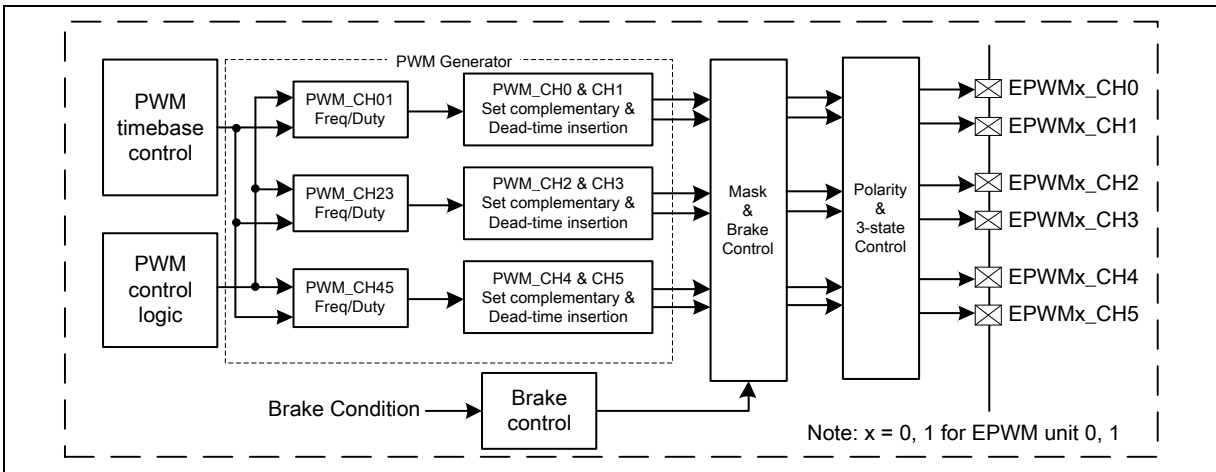 PWM Generator
PWM
timebase
control
PWM_CH01
Freq/Duty
PWM_CH0 & CH1
Set complementary &
Dead-time insertion
PWM_CH23
Freq/Duty
PWM_CH2 & CH3
Set complementary &
Dead-time insertion
PWM
control
logic
PWM_CH45
Freq/Duty
PWM_CH4 & CH5
Set complementary &
Dead-time insertion
Mask
&
Brake
Control
Polarity
&
3-state
Control
EPWMx_CH0
EPWMx_CH1
EPWMx_CH2
EPWMx_CH3
EPWMx_CH4
EPWMx_CH5
Brake Condition
Brake
control
Note: x = 0, 1 for EPWM unit 0, 1